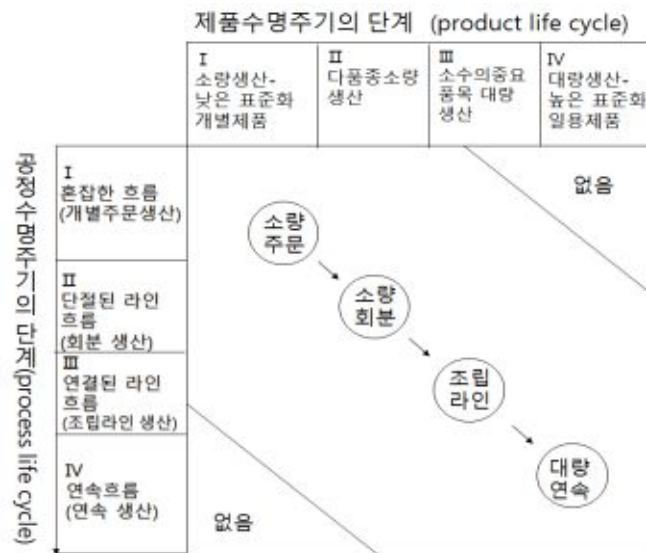 제품수명주기의 단계 (product life cycle)
I
소량생산-
낮은 표준화
개별제품
II
다품종소량
생산
III
소수의중요
품목 대량
생산
IV
대량생산-
높은 표준화
일용제품
공정수명주기의 단계(process life cycle)
I
혼잡한 흐름
(개별주문생산)
II
단절된 라인
흐름
(회분 생산)
III
연결된 라인
흐름
(조립라인 생산)
IV
연속흐름
(연속 생산)
없음
소량
주문
소량
회분
조립
라인
대량
연속
없음